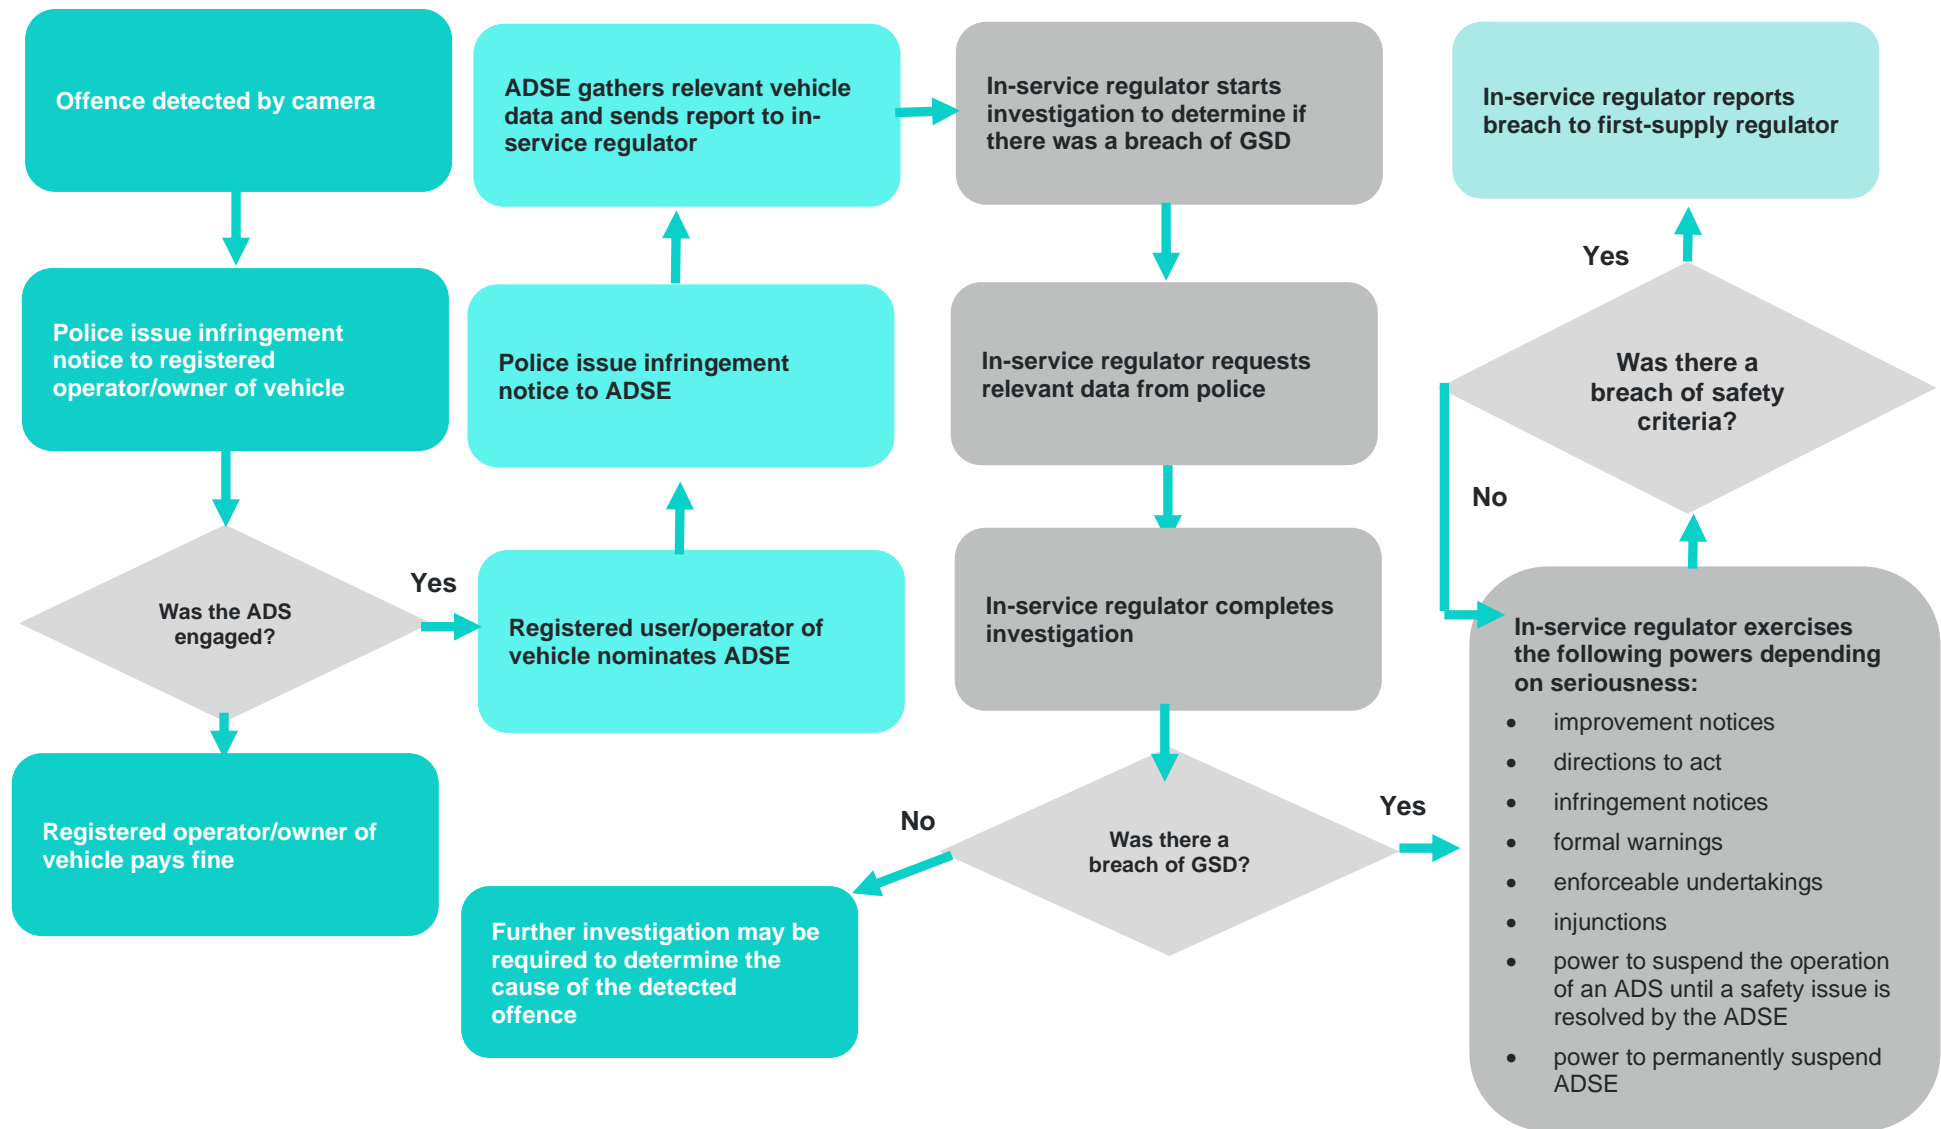 Offence detected by camera
Police issue infringement
notice to registered
operator/owner of vehicle
Was the ADS
engaged?
Yes
Registered operator/owner of
vehicle pays fine
ADSE gathers relevant vehicle
data and sends report to in-
service regulator
Police issue infringement
notice to ADSE
Registered user/operator of
vehicle nominates ADSE
In-service regulator starts
investigation to determine if
there was a breach of GSD
In-service regulator requests
relevant data from police
In-service regulator completes
investigation
Was there a
breach of GSD?
No
Further investigation may be
required to determine the
cause of the detected
offence
Yes
In-service regulator exercises
the following powers depending
on seriousness:
• improvement notices
• directions to act
• infringement notices
• formal warnings
• enforceable undertakings
• injunctions
• power to suspend the operation
of an ADS until a safety issue is
resolved by the ADSE
• power to permanently suspend
ADSE
Was there a
breach of safety
criteria?
No
Yes
In-service regulator reports
breach to first-supply regulator